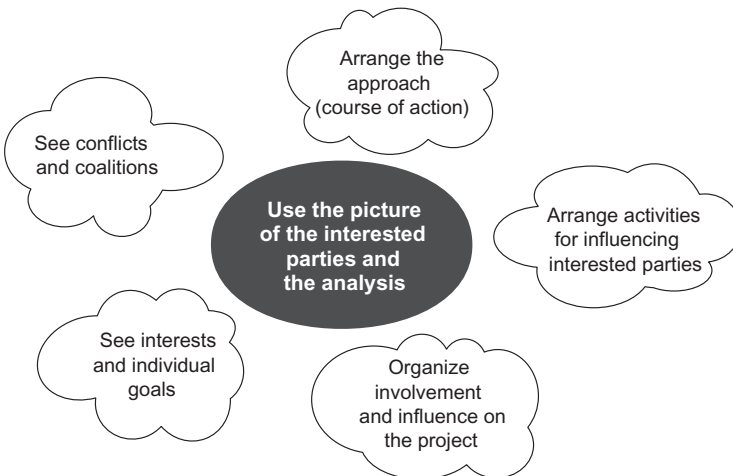 Arrange the
approach
(course of action)
See conflicts
and coalitions
Use the picture
of the interested
parties and
the analysis
Arrange activities
for influencing
interested parties
See interests
and individual
goals
Organize
involvement
and influence on
the project